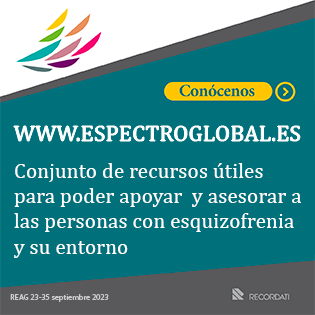 Conócenos
WWW.ESPECTROGLOBAL.ES
Conjunto de recursos útiles
para poder apoyar y asesorar a
las personas con esquizofrenia
y su entorno
REAG 23-35 septiembre 2023
RECORDATI